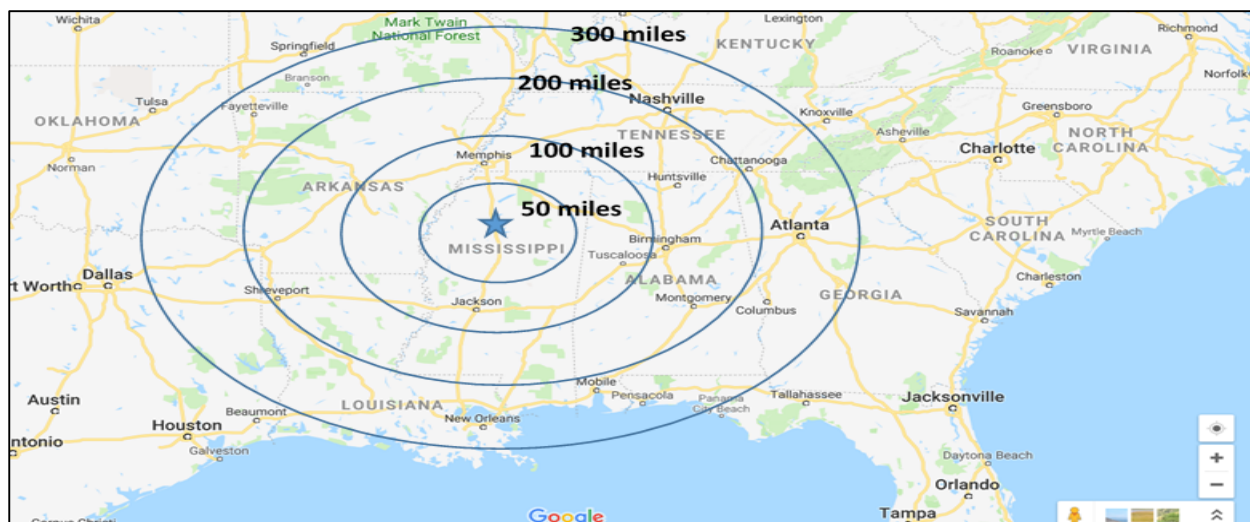 Wichita
Mark Twain
National Forest
300 miles
Lexington
KENTUCKY
Richmond
Springfield
Roanoke
VIRGINIA
Branson
200 miles
Norfolk
Tulsa
Fayetteville
Nashville
Knoxville
Greensboro
OKLAHOMA
TENNESSEE
Asheville
NORTH
CAROLINA
Norman
Memphis
100 miles
Chattanooga
Charlotte
ARKANSAS
Huntsville
50 miles
Atlanta
SOUTH
CAROLINA
Myrtle Beach
MISSISSIPPI
Birmingham
Tuscaloosa
Dallas
ALABAMA
Charleston
rt Worth
Shreveport
Jackson
Montgomery
GEORGIA
Columbus
Savannah
Mobile
Austin
LOUISIANA
Pensacola
Panama
City Beach
Tallahassee
Jacksonville
Beaumont
New Orleans
Houston
ntonio
Galveston
Daytona Beach
Orlando
Google
Tampa
Corpus Christi